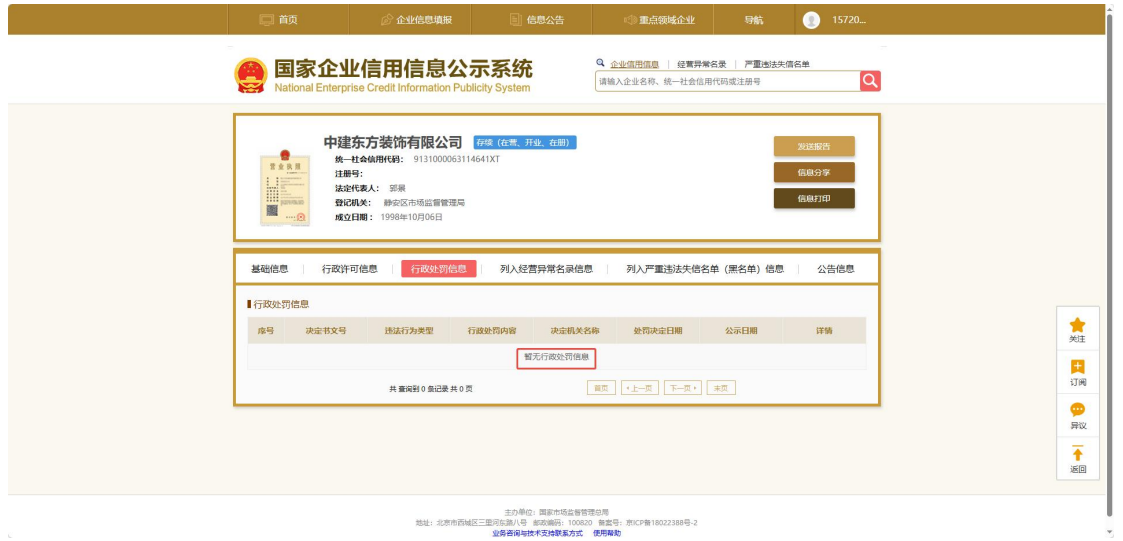 首页 企业信息填报 信息公告 重点领域企业 导航 15720...
国家企业信用信息公示系统
National Enterprise Credit Information Publicity System
企业信用信息 | 经营异常名录 | 严重违法失信名单
请输入企业名称、统一社会信用代码或注册号
中建东方装饰有限公司 存续（在营、开业、在册）
统一社会信用代码： 9131000063114641XT
注册号：
法定代表人： 郭景
登记机关： 静安区市场监督管理局
成立日期： 1998年10月06日
发送报告
信息分享
信息打印
营业执照
基础信息 行政许可信息 行政处罚信息 列入经营异常名录信息 列入严重违法失信名单（黑名单）信息 公告信息
行政处罚信息
序号 决定书文号 违法行为类型 行政处罚内容 决定机关名称 处罚决定日期 公示日期 详情
暂无行政处罚信息
共 查询到 0 条记录 共 0 页
首页 上一页 下一页 末页
关注
订阅
异议
返回
主办单位：国家市场监督管理总局
地址：北京市西城区三里河东路八号 邮政编码：100820 备案号：京ICP备18022388号-2
业务咨询与技术支持联系方式 使用帮助